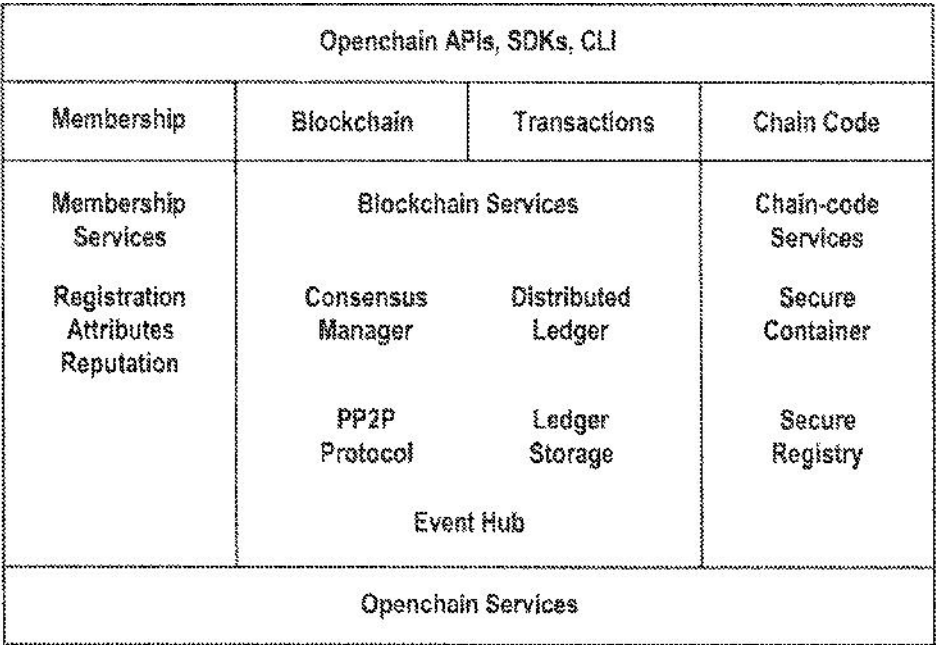 Openchain APIs, SDKs, CLI
Membership
Blockchain
Transactions
Chain Code
Membership
Services
Registration
Attributes
Reputation
Blockchain Services
Consensus
Manager
Distributed
Ledger
PP2P
Protocol
Ledger
Storage
Event Hub
Chain-code
Services
Secure
Container
Secure
Registry
Openchain Services